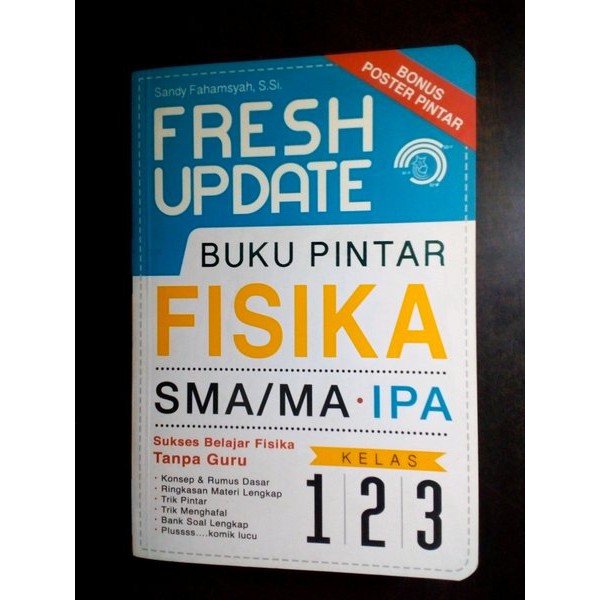 Sandy Fahamsyah, S.Si.
BONUS
POSTER PINTAR
FRESH
UPDATE
BUKU PINTAR
FISIKA
SMA/MA · IPA
Sukses Belajar Fisika
Tanpa Guru
• Konsep & Rumus Dasar
• Ringkasan Materi Lengkap
• Trik Pintar
• Trik Menghafal
• Bank Soal Lengkap
• Plussss....komik lucu
KELAS
1|2|3